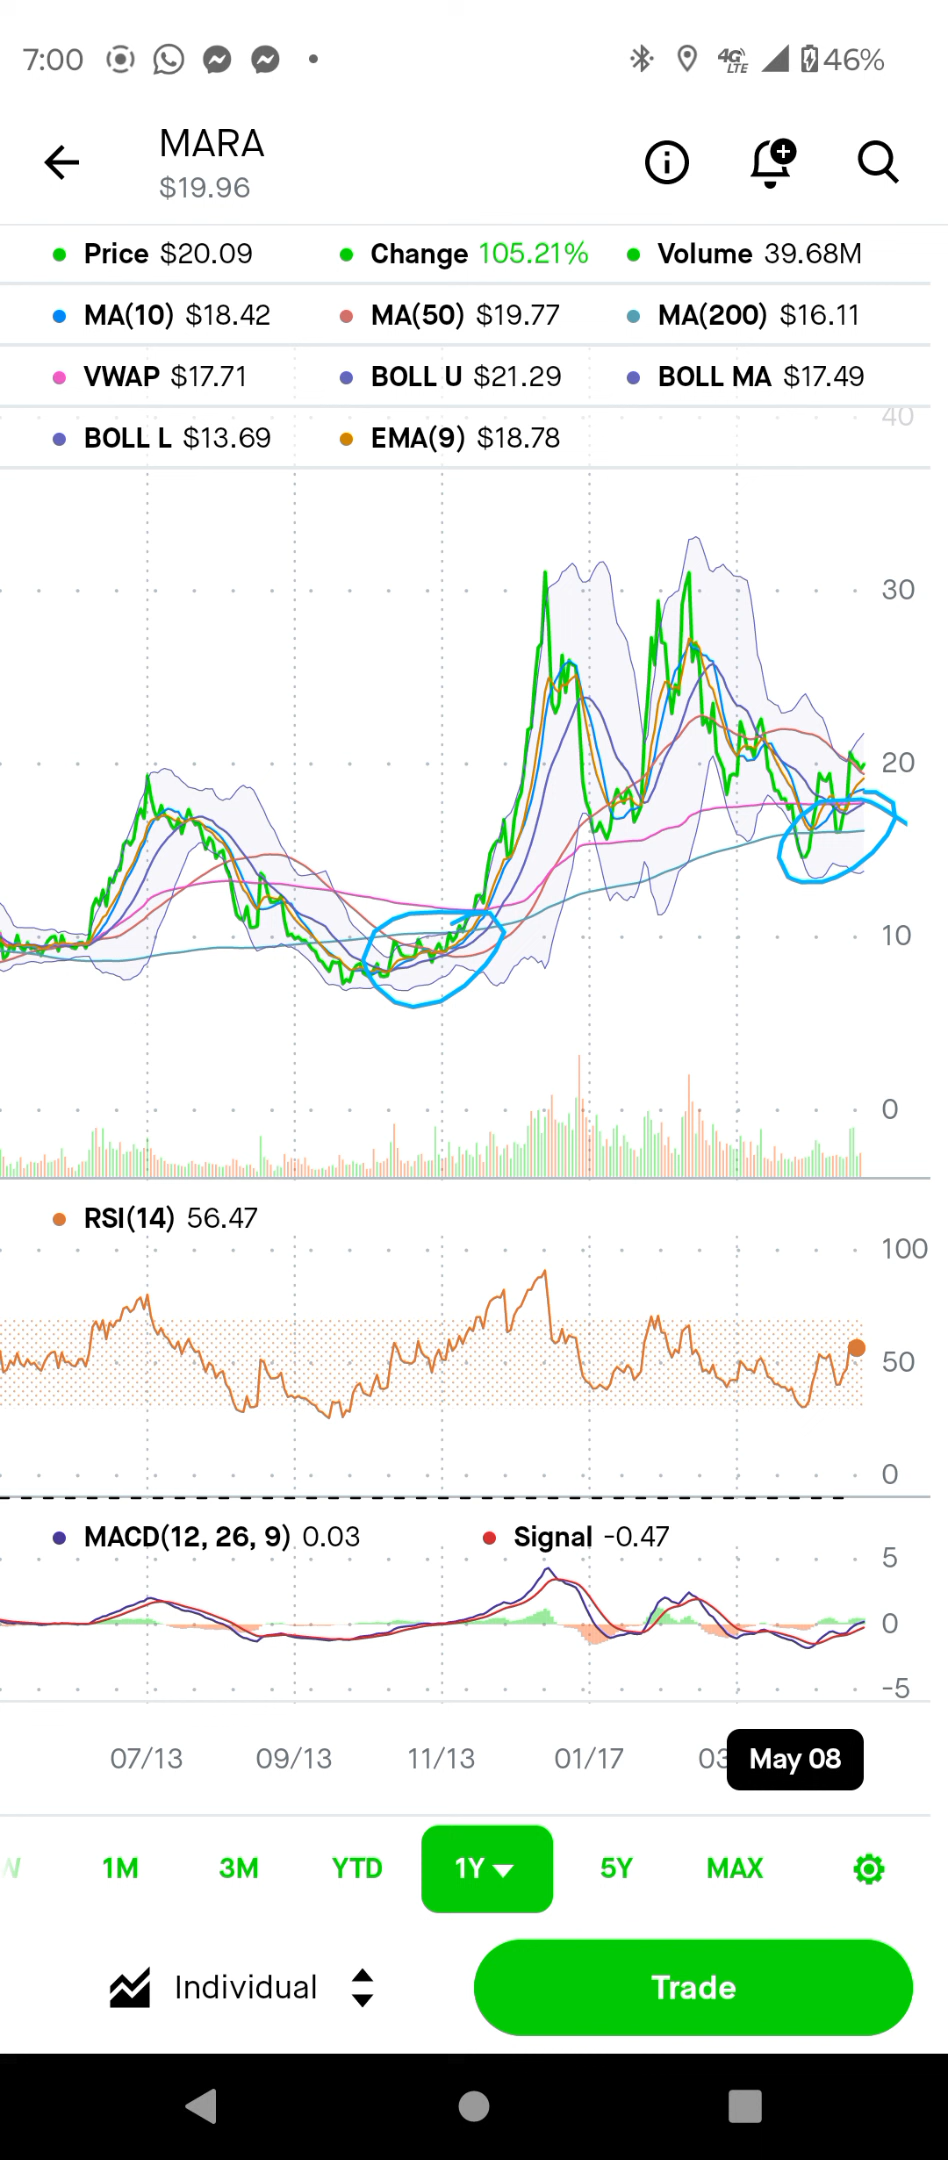 7:00 4G LTE 46%
MARA
$19.96
Price $20.09 Change 105.21% Volume 39.68M
MA(10) $18.42 MA(50) $19.77 MA(200) $16.11
VWAP $17.71 BOLL U $21.29 BOLL MA $17.49
40
BOLL L $13.69 EMA(9) $18.78
30
20
10
0
RSI(14) 56.47
100
50
0
MACD(12, 26, 9) 0.03 Signal -0.47
5
0
-5
07/13 09/13 11/13 01/17 03 May 08
W 1M 3M YTD 1Y 5Y MAX
Individual Trade